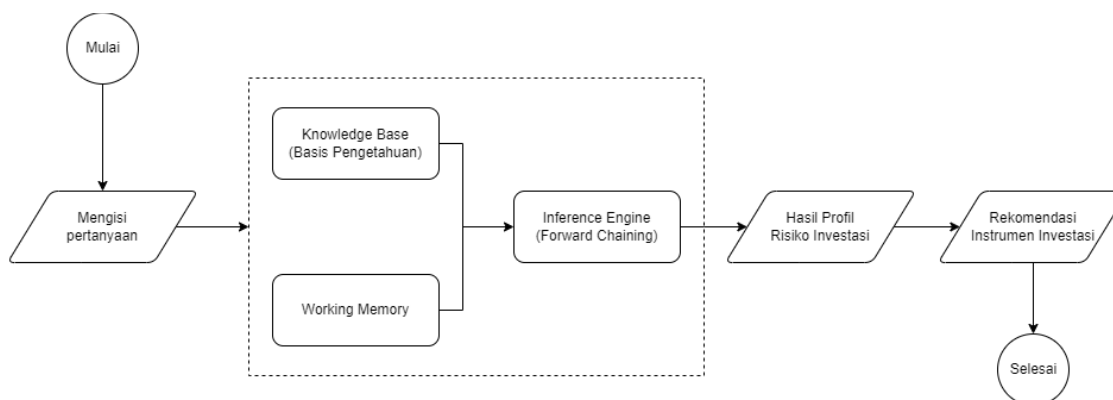 Mulai
Mengisi
pertanyaan
Knowledge Base
(Basis Pengetahuan)
Working Memory
Inference Engine
(Forward Chaining)
Hasil Profil
Risiko Investasi
Rekomendasi
Instrumen Investasi
Selesai